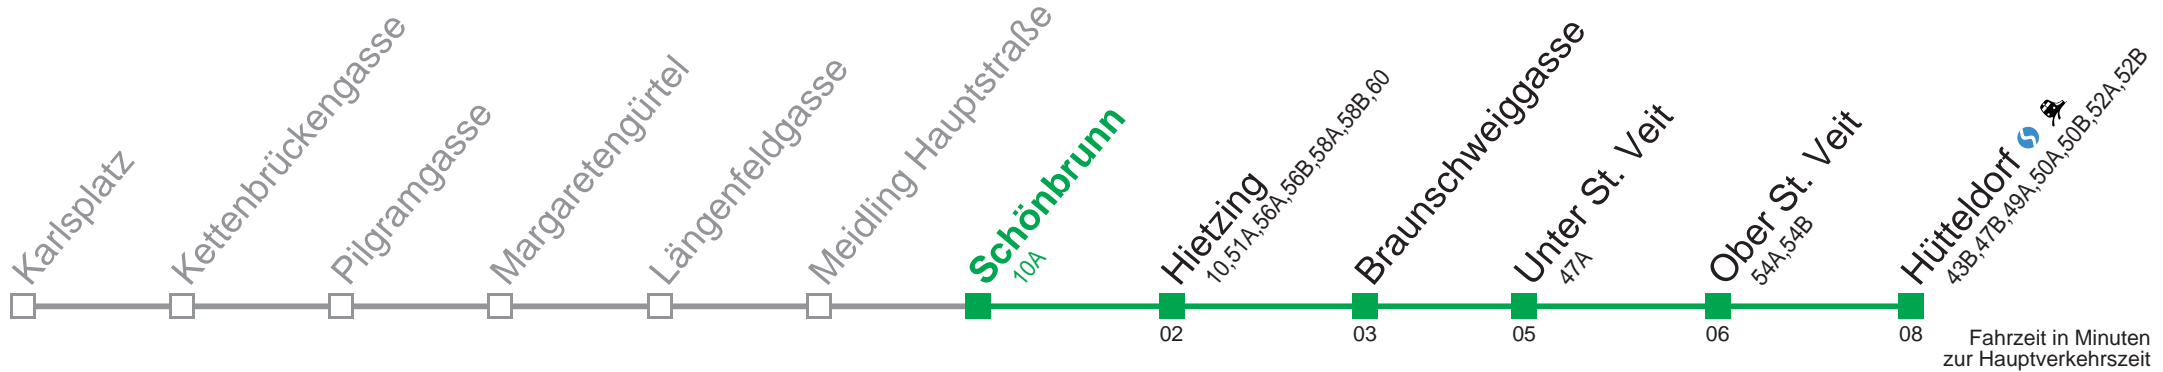 Karlsplatz
Kettenbrückengasse
Pilgramgasse
Margaretengürtel
Längenfeldgasse
Meidling Hauptstraße
Schönbrunn
10A
Hietzing
10,51A,56A,56B,58A,58B,60
Braunschweiggasse
Unter St. Veit
47A
Ober St. Veit
54A,54B
Hütteldorf
43B,47B,49A,50A,50B,52A,52B
02
03
05
06
08
Fahrzeit in Minuten
zur Hauptverkehrszeit